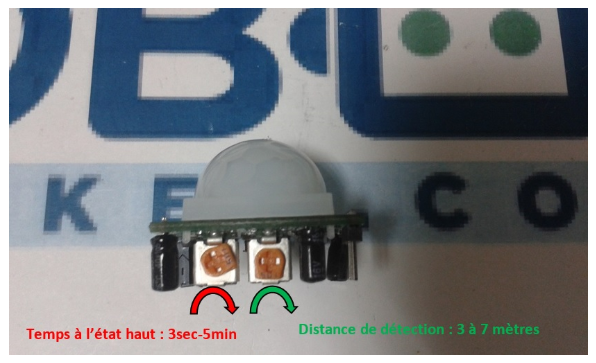 B
K E C O
Temps à l'état haut : 3sec-5min
Distance de détection : 3 à 7 mètres